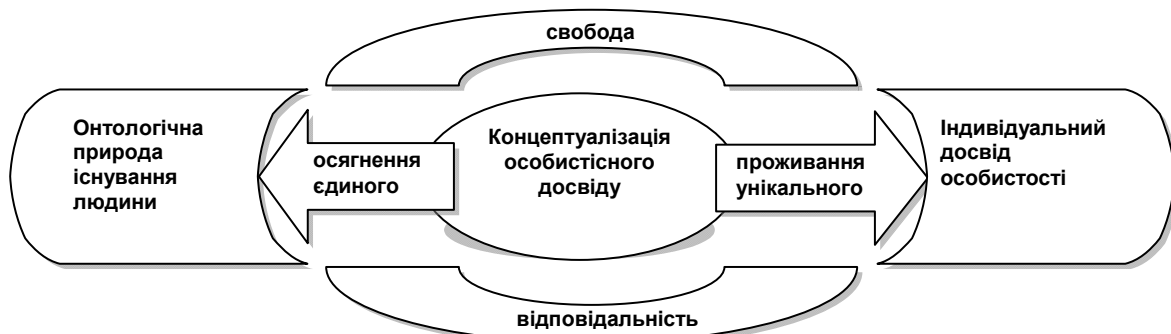 свобода
Онтологічна
природа
існування
людини
осягнення
єдиного
Концептуалізація
особистісного
досвіду
проживання
унікального
Індивідуальний
досвід
особистості
відповідальність